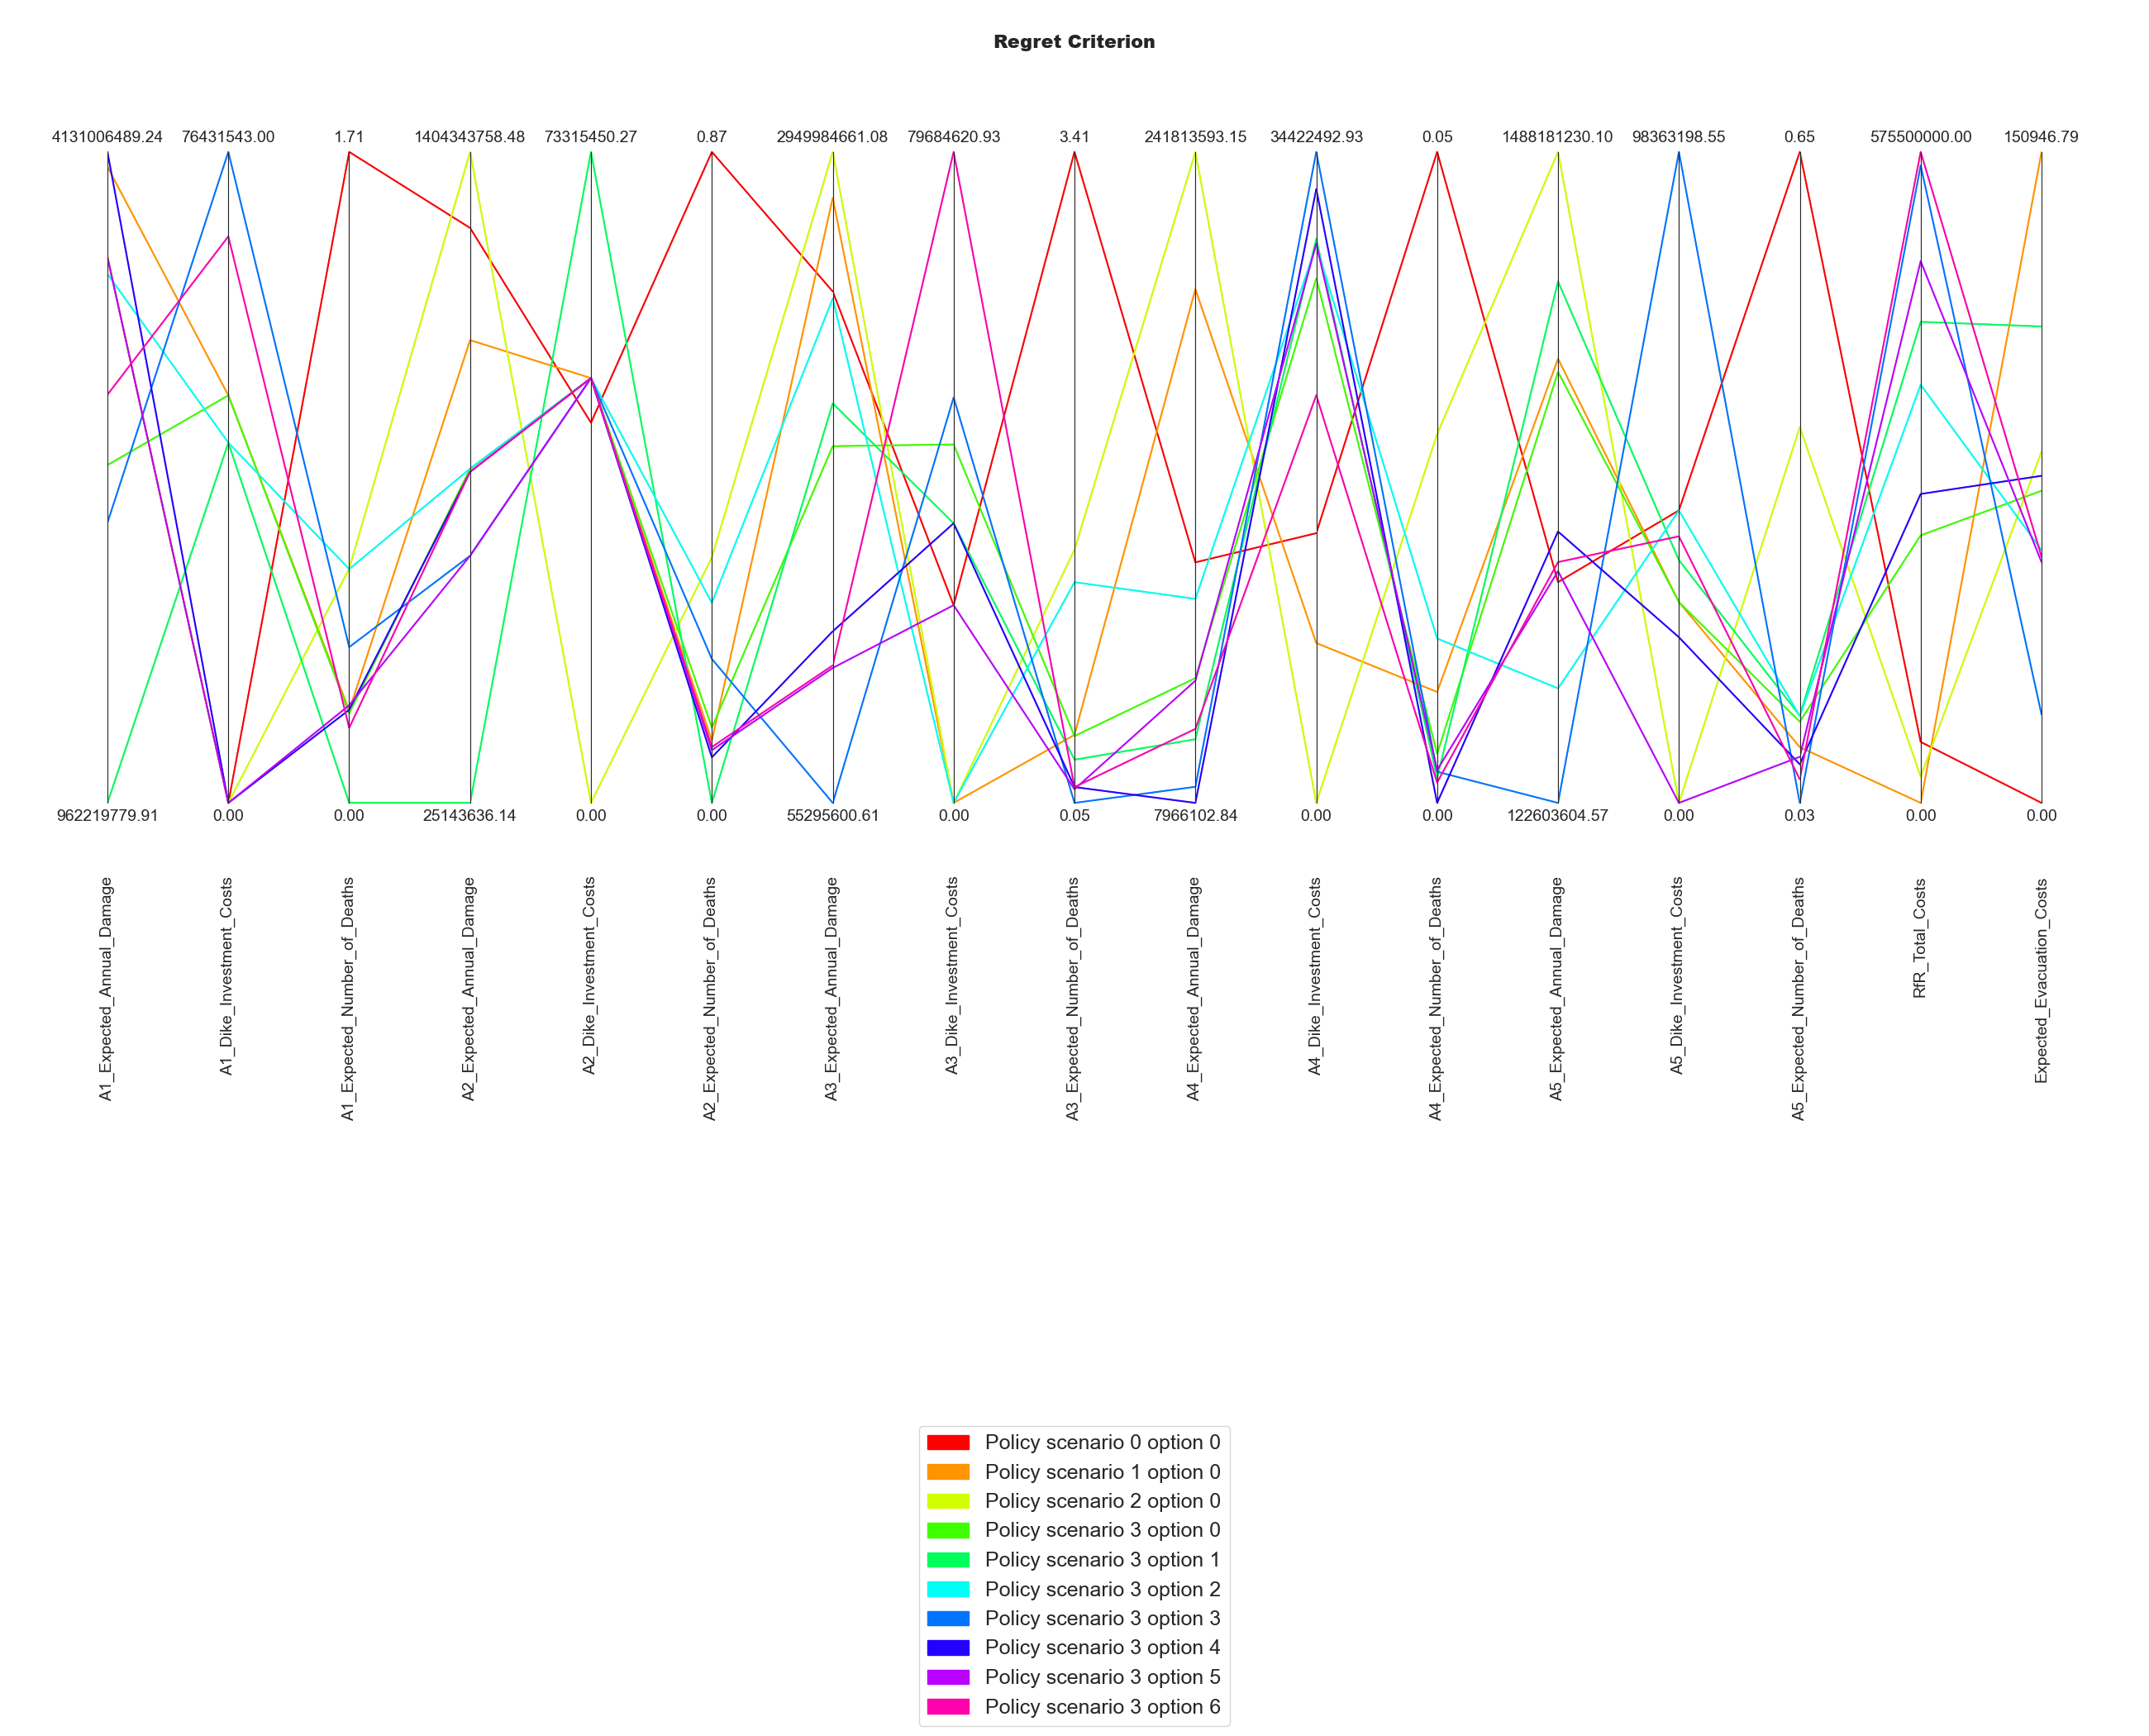 Regret Criterion
4131006489.24 76431543.00 1.71 1404343758.48 73315450.27 0.87 2949984661.08 79684620.93 3.41 241813593.15 34422492.93 0.05 1488181230.10 98363198.55 0.65 575500000.00 150946.79
962219779.91 0.00 0.00 25143636.14 0.00 0.00 55295600.61 0.00 0.05 7966102.84 0.00 0.00 122603604.57 0.00 0.03 0.00 0.00
A1_Expected_Annual_Damage
A1_Dike_Investment_Costs
A1_Expected_Number_of_Deaths
A2_Expected_Annual_Damage
A2_Dike_Investment_Costs
A2_Expected_Number_of_Deaths
A3_Expected_Annual_Damage
A3_Dike_Investment_Costs
A3_Expected_Number_of_Deaths
A4_Expected_Annual_Damage
A4_Dike_Investment_Costs
A4_Expected_Number_of_Deaths
A5_Expected_Annual_Damage
A5_Dike_Investment_Costs
A5_Expected_Number_of_Deaths
RfR_Total_Costs
Expected_Evacuation_Costs
Policy scenario 0 option 0
Policy scenario 1 option 0
Policy scenario 2 option 0
Policy scenario 3 option 0
Policy scenario 3 option 1
Policy scenario 3 option 2
Policy scenario 3 option 3
Policy scenario 3 option 4
Policy scenario 3 option 5
Policy scenario 3 option 6